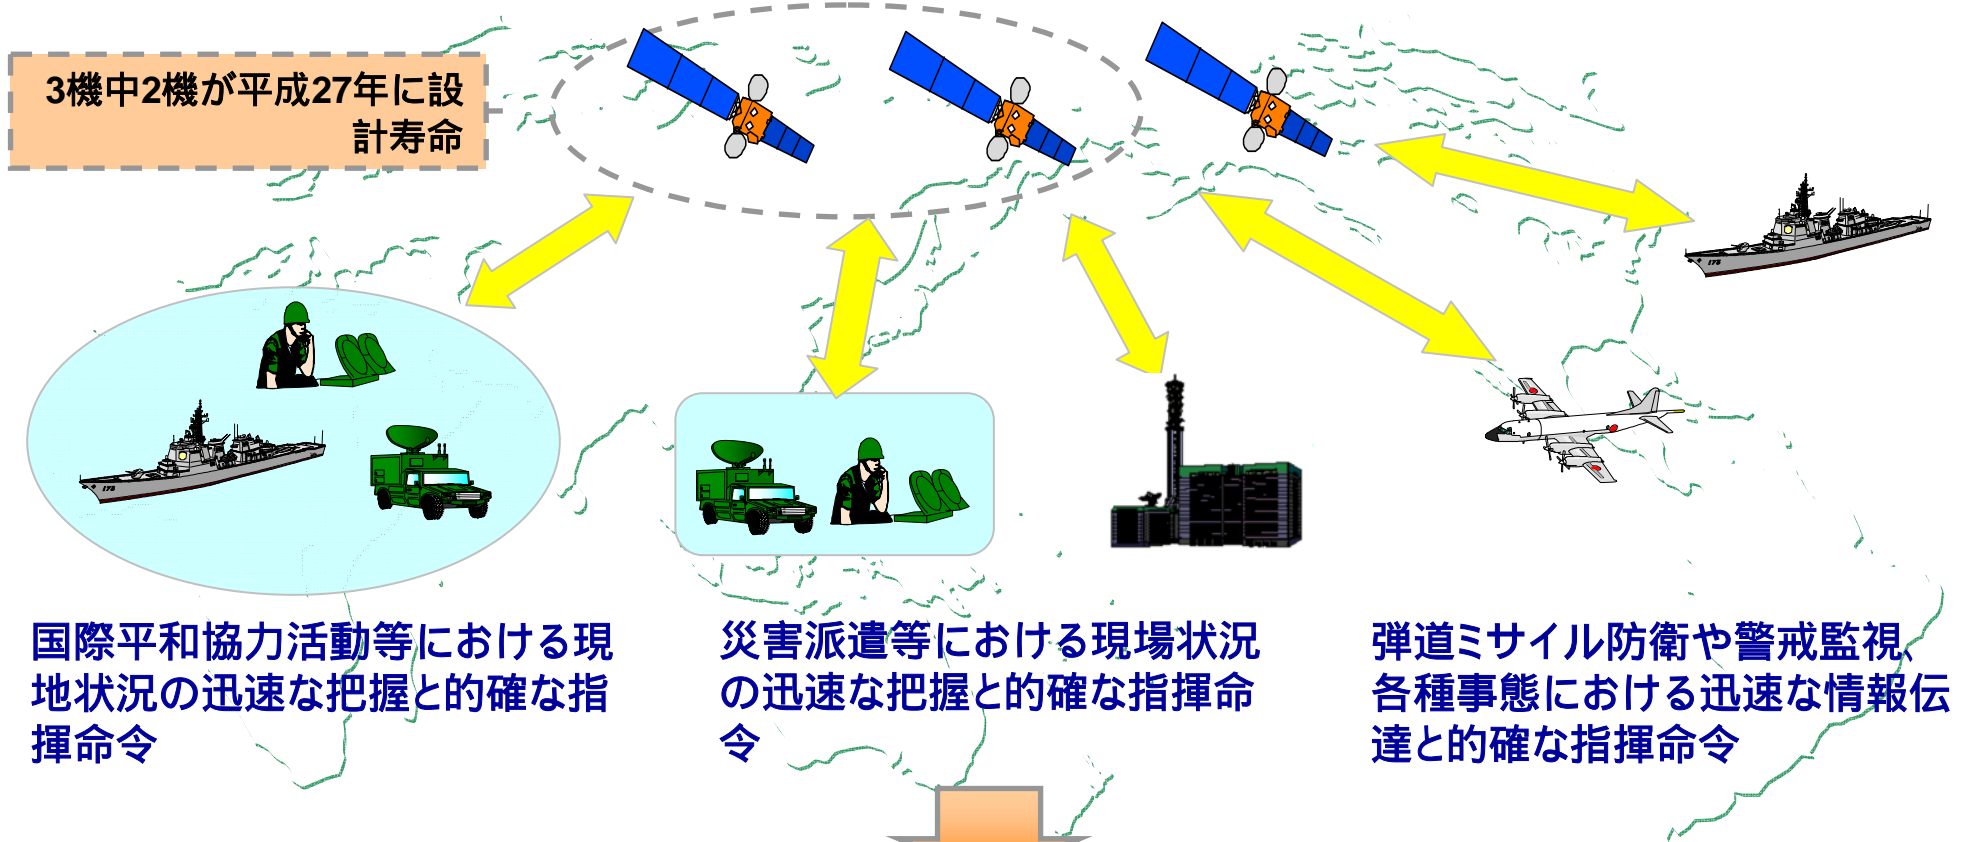 3機中2機が平成27年に設
計寿命
国際平和協力活動等における現
地状況の迅速な把握と的確な指
揮命令
災害派遣等における現場状況
の迅速な把握と的確な指揮命
令
弾道ミサイル防衛や警戒監視、
各種事態における迅速な情報伝
達と的確な指揮命令
175
175